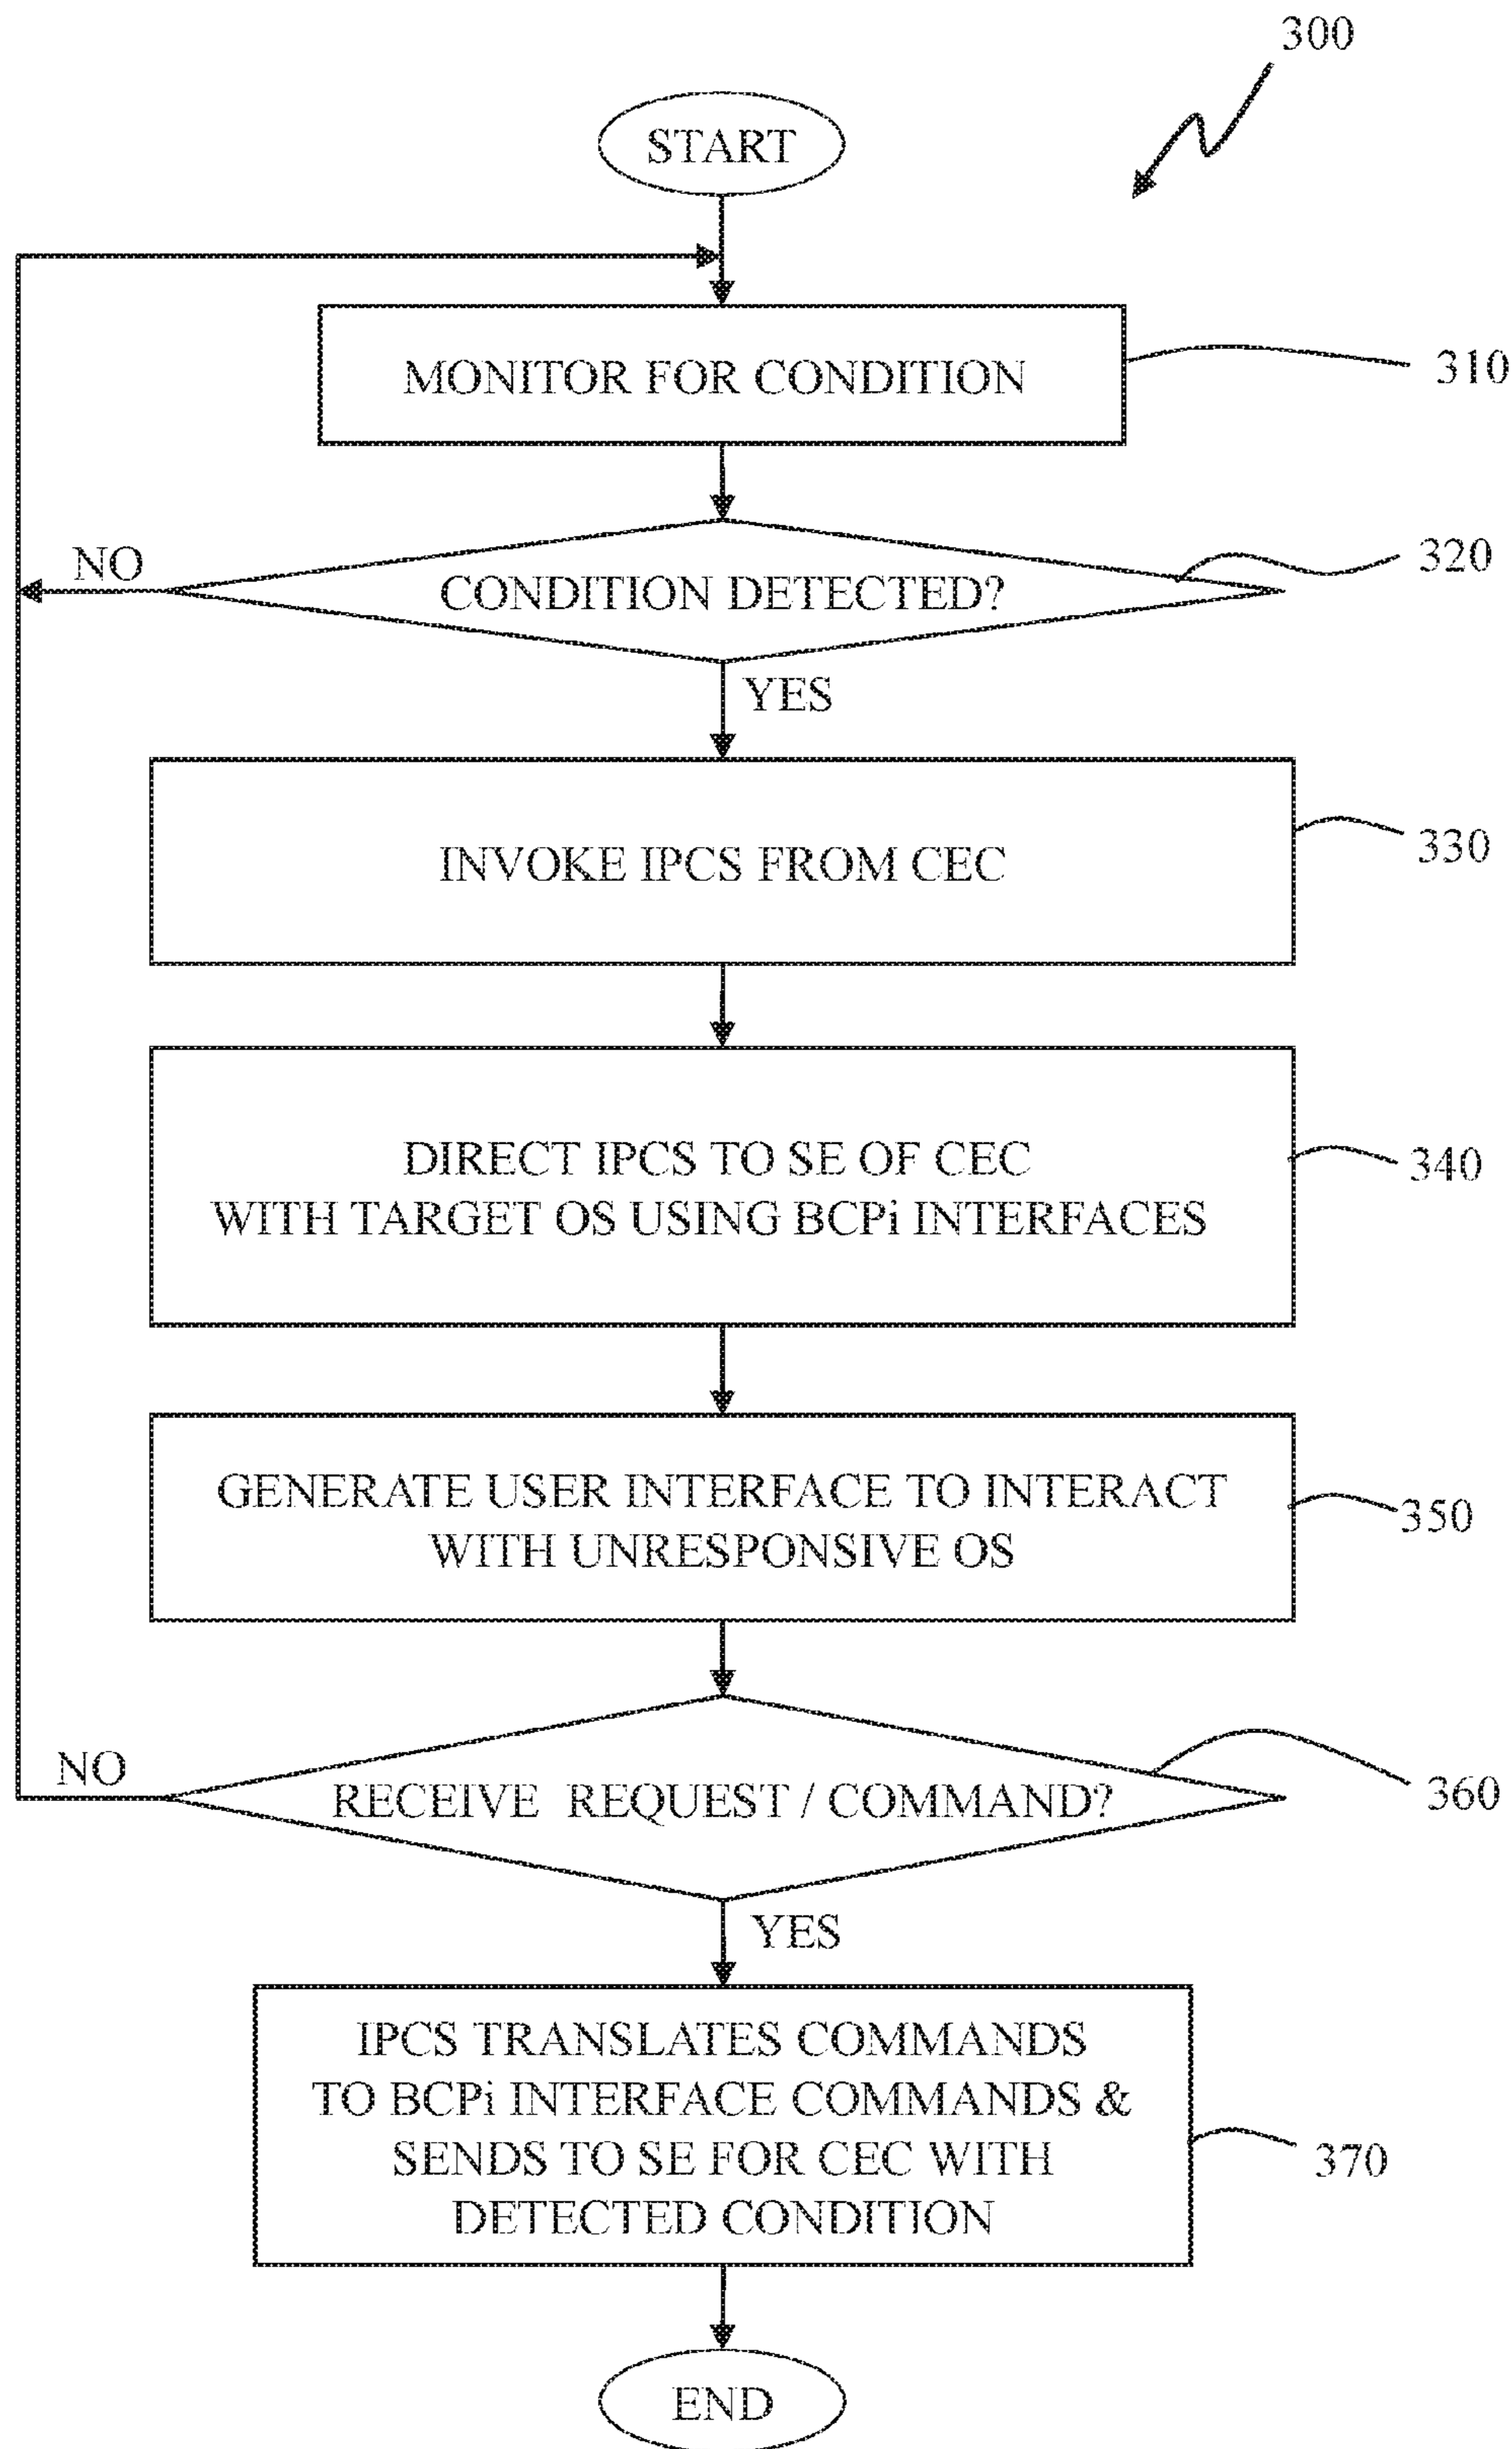 300
START
MONITOR FOR CONDITION
310
NO
CONDITION DETECTED?
320
YES
INVOKE IPCS FROM CEC
330
DIRECT IPCS TO SE OF CEC
WITH TARGET OS USING BCPi INTERFACES
340
GENERATE USER INTERFACE TO INTERACT
WITH UNRESPONSIVE OS
350
NO
RECEIVE REQUEST / COMMAND?
360
YES
IPCS TRANSLATES COMMANDS
TO BCPi INTERFACE COMMANDS &
SENDS TO SE FOR CEC WITH
DETECTED CONDITION
370
END